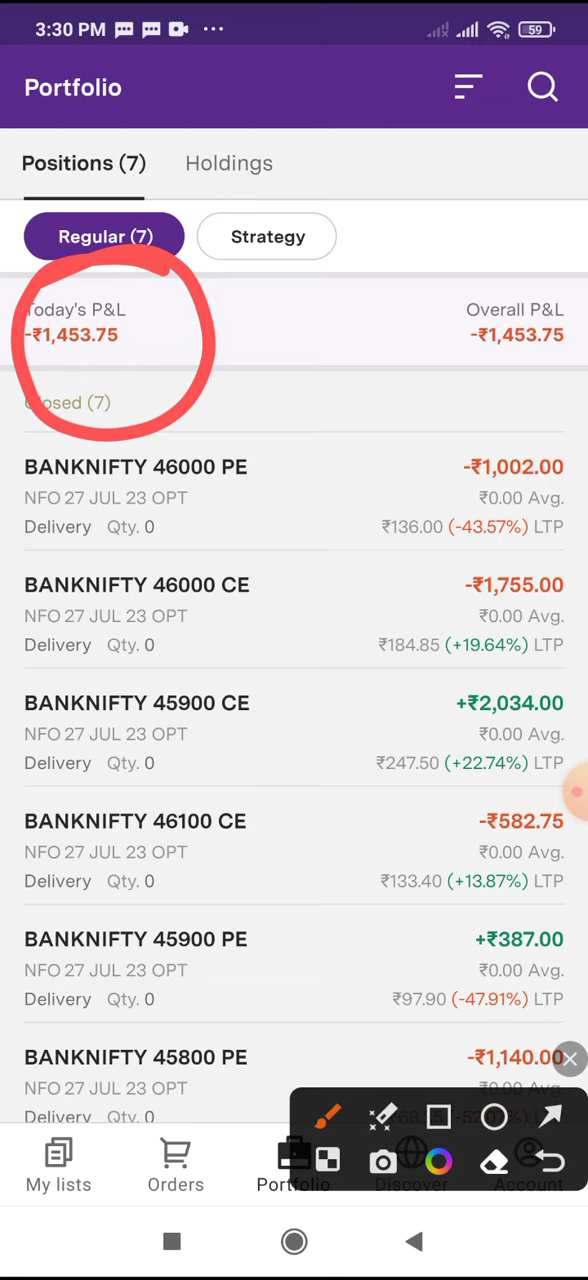 3:30 PM
59
Portfolio
Positions (7)
Holdings
Regular (7)
Strategy
Today's P&L
Overall P&L
-₹1,453.75
-₹1,453.75
Closed (7)
BANKNIFTY 46000 PE
-₹1,002.00
NFO 27 JUL 23 OPT
₹0.00 Avg.
Delivery Qty. 0
₹136.00 (-43.57%) LTP
BANKNIFTY 46000 CE
-₹1,755.00
NFO 27 JUL 23 OPT
₹0.00 Avg.
Delivery Qty. 0
₹184.85 (+19.64%) LTP
BANKNIFTY 45900 CE
+₹2,034.00
NFO 27 JUL 23 OPT
₹0.00 Avg.
Delivery Qty. 0
₹247.50 (+22.74%) LTP
BANKNIFTY 46100 CE
-₹582.75
NFO 27 JUL 23 OPT
₹0.00 Avg.
Delivery Qty. 0
₹133.40 (+13.87%) LTP
BANKNIFTY 45900 PE
+₹387.00
NFO 27 JUL 23 OPT
₹0.00 Avg.
Delivery Qty. 0
₹97.90 (-47.91%) LTP
BANKNIFTY 45800 PE
-₹1,140.00
NFO 27 JUL 23 OPT
₹0.00 Avg.
Delivery Qty. 0
My lists
Orders
Portfolio
Discover
Account